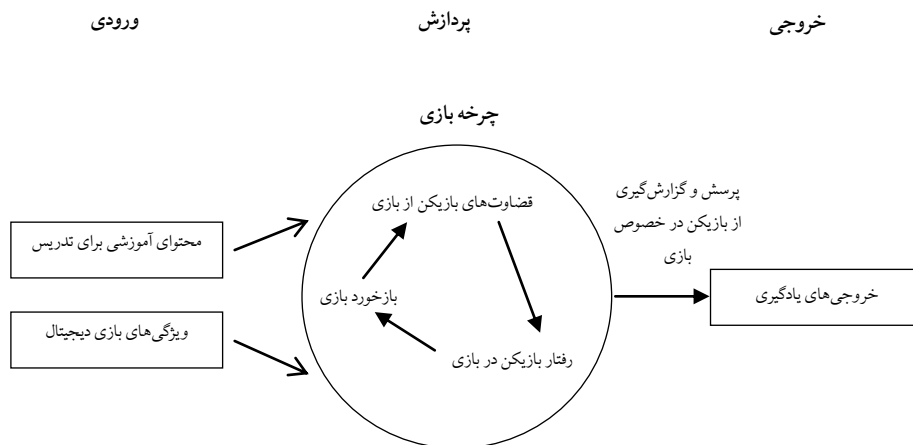 ورودی
پردازش
خروجی
چرخه بازی
محتوای آموزشی برای تدریس
ویژگی‌های بازی دیجیتال
قضاوت‌های بازیکن از بازی
بازخورد بازی
رفتار بازیکن در بازی
پرسش و گزارش‌گیری
از بازیکن در خصوص
بازی
خروجی‌های یادگیری